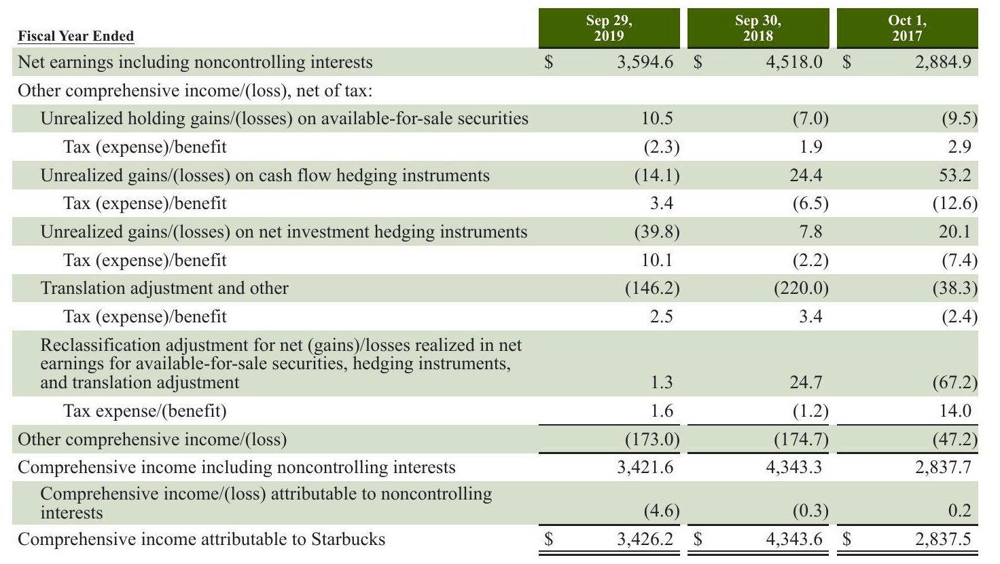 Fiscal Year Ended Sep 29, 2019 Sep 30, 2018 Oct 1, 2017
Net earnings including noncontrolling interests $ 3,594.6 $ 4,518.0 $ 2,884.9
Other comprehensive income/(loss), net of tax:
Unrealized holding gains/(losses) on available-for-sale securities 10.5 (7.0) (9.5)
Tax (expense)/benefit (2.3) 1.9 2.9
Unrealized gains/(losses) on cash flow hedging instruments (14.1) 24.4 53.2
Tax (expense)/benefit 3.4 (6.5) (12.6)
Unrealized gains/(losses) on net investment hedging instruments (39.8) 7.8 20.1
Tax (expense)/benefit 10.1 (2.2) (7.4)
Translation adjustment and other (146.2) (220.0) (38.3)
Tax (expense)/benefit 2.5 3.4 (2.4)
Reclassification adjustment for net (gains)/losses realized in net
earnings for available-for-sale securities, hedging instruments,
and translation adjustment 1.3 24.7 (67.2)
Tax expense/(benefit) 1.6 (1.2) 14.0
Other comprehensive income/(loss) (173.0) (174.7) (47.2)
Comprehensive income including noncontrolling interests 3,421.6 4,343.3 2,837.7
Comprehensive income/(loss) attributable to noncontrolling
interests (4.6) (0.3) 0.2
Comprehensive income attributable to Starbucks $ 3,426.2 $ 4,343.6 $ 2,837.5